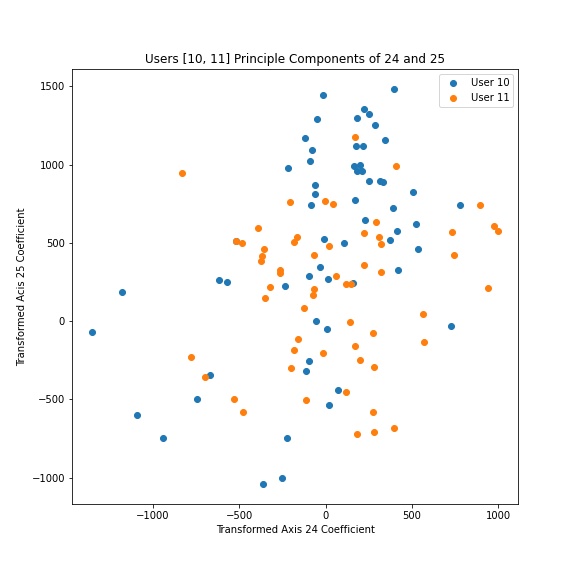 Users [10, 11] Principle Components of 24 and 25
User 10
User 11
Transformed Acis 25 Coefficient
1500
1000
500
0
−500
−1000
−1000
−500
0
500
1000
Transformed Axis 24 Coefficient